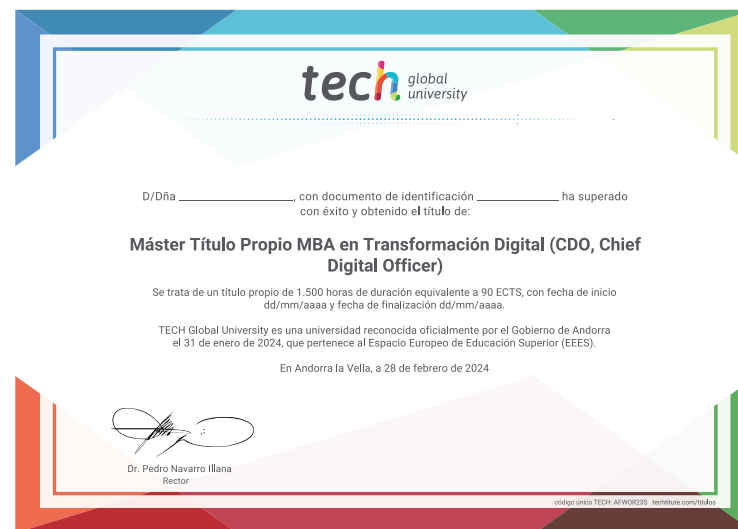 tech global university
D/Dña ____________________, con documento de identificación ______________ ha superado
con éxito y obtenido el título de:
Máster Título Propio MBA en Transformación Digital (CDO, Chief
Digital Officer)
Se trata de un título propio de 1.500 horas de duración equivalente a 90 ECTS, con fecha de inicio
dd/mm/aaaa y fecha de finalización dd/mm/aaaa.
TECH Global University es una universidad reconocida oficialmente por el Gobierno de Andorra
el 31 de enero de 2024, que pertenece al Espacio Europeo de Educación Superior (EEES).
En Andorra la Vella, a 28 de febrero de 2024
Dr. Pedro Navarro Illana
Rector
código único TECH: AFWOR23S techtitute.com/titulos